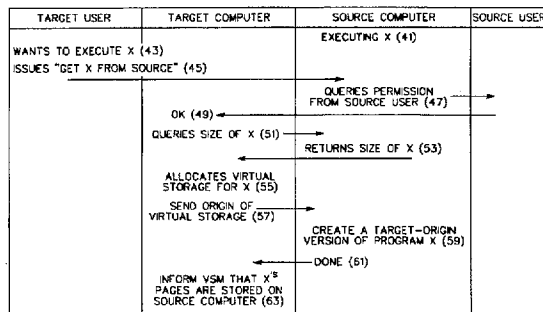 TARGET USER TARGET COMPUTER SOURCE COMPUTER SOURCE USER
EXECUTING X (41)
WANTS TO EXECUTE X (43)
ISSUES "GET X FROM SOURCE" (45)
QUERIES PERMISSION
FROM SOURCE USER (47)
OK (49)
QUERIES SIZE OF X (51)
RETURNS SIZE OF X (53)
ALLOCATES VIRTUAL
STORAGE FOR X (55)
SEND ORIGIN OF
VIRTUAL STORAGE (57)
CREATE A TARGET-ORIGIN
VERSION OF PROGRAM X (59)
DONE (61)
INFORM VSM THAT X'S
PAGES ARE STORED ON
SOURCE COMPUTER (63)